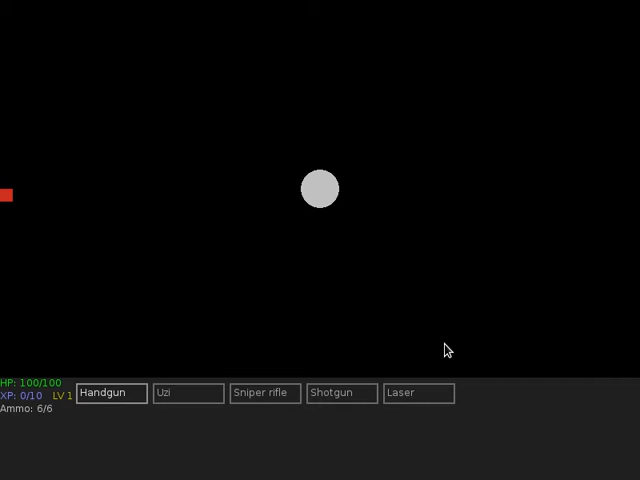 HP: 100/100
XP: 0/10 LV 1
Ammo: 6/6
Handgun
Uzi
Sniper rifle
Shotgun
Laser